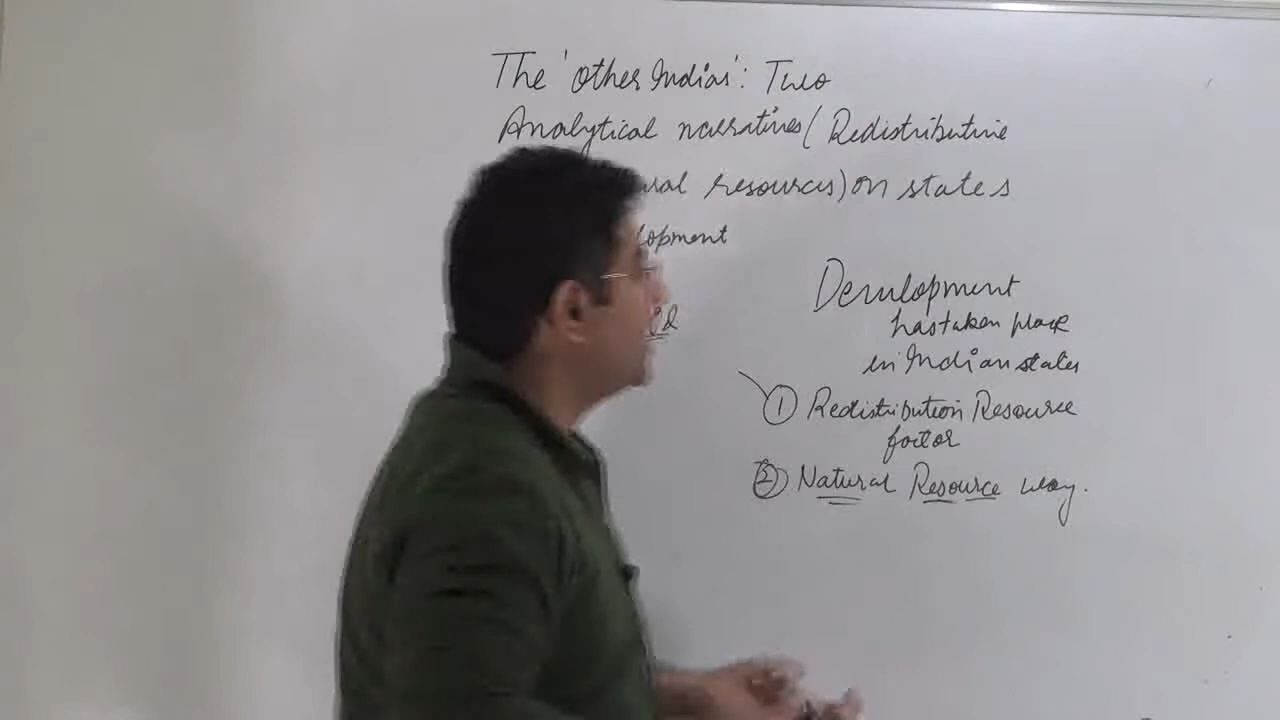 The 'other Indias': Two
Analytical narratives (Redistributive
resources) on states
Development
has taken place
in Indian states
① Redistribution Resource
factor
② Natural Resource way.